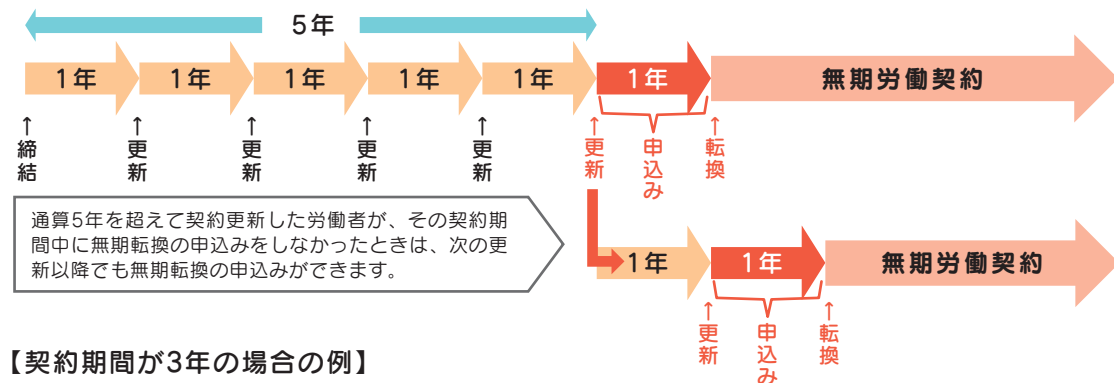 5年
1年
1年
1年
1年
1年
1年
無期労働契約
↑締結
↑更新
↑更新
↑更新
↑更新
↑更新
申込み
↑転換
通算5年を超えて契約更新した労働者が、その契約期
間中に無期転換の申込みをしなかったときは、次の更
新以降でも無期転換の申込みができます。
1年
1年
無期労働契約
↑更新
申込み
↑転換
【契約期間が3年の場合の例】